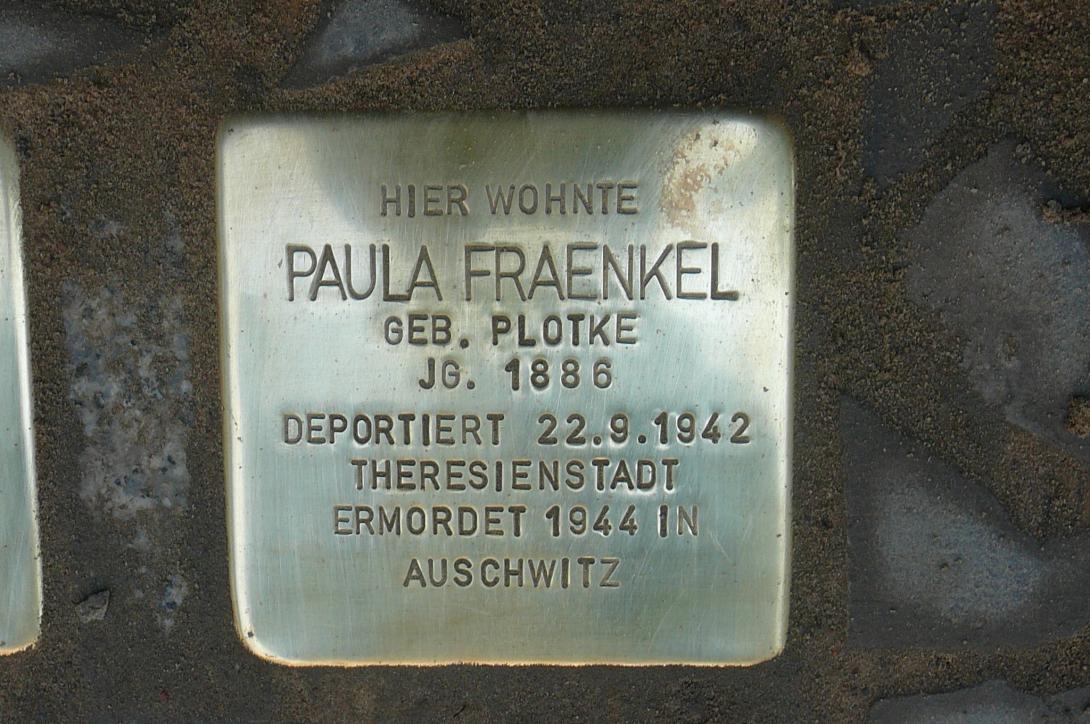 HIER WOHNTE
PAULA FRAENKEL
GEB. PLOTKE
JG. 1886
DEPORTIERT 22.9.1942
THERESIENSTADT
ERMORDET 1944 IN
AUSCHWITZ